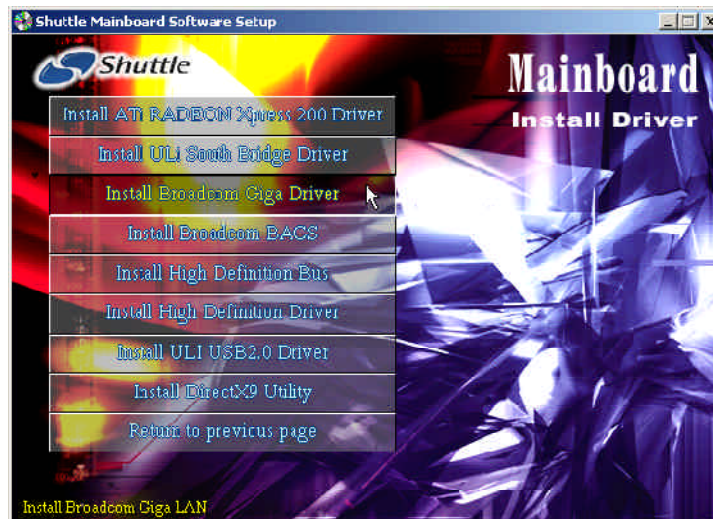 Shuttle Mainboard Software Setup
Shuttle
Mainboard
Install Driver
Install ATi RADEON Xpress 200 Driver
Install ULi South Bridge Driver
Install Broadcom Giga Driver
Install Broadcom BACS
Install High Definition Bus
Install High Definition Driver
Install ULI USB2.0 Driver
Install DirectX9 Utility
Return to previous page
Install Broadcom Giga LAN